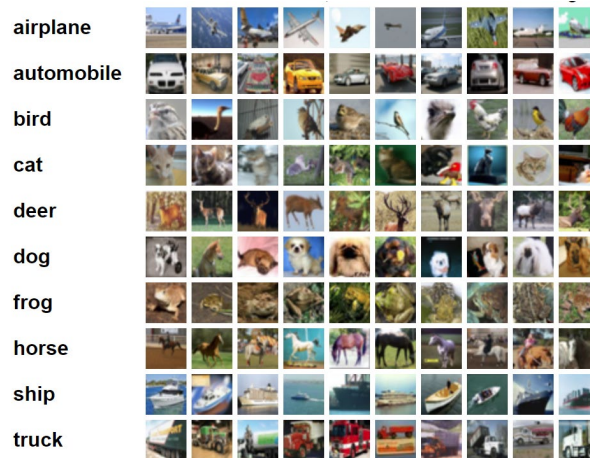 airplane
automobile
bird
cat
deer
dog
frog
horse
ship
truck